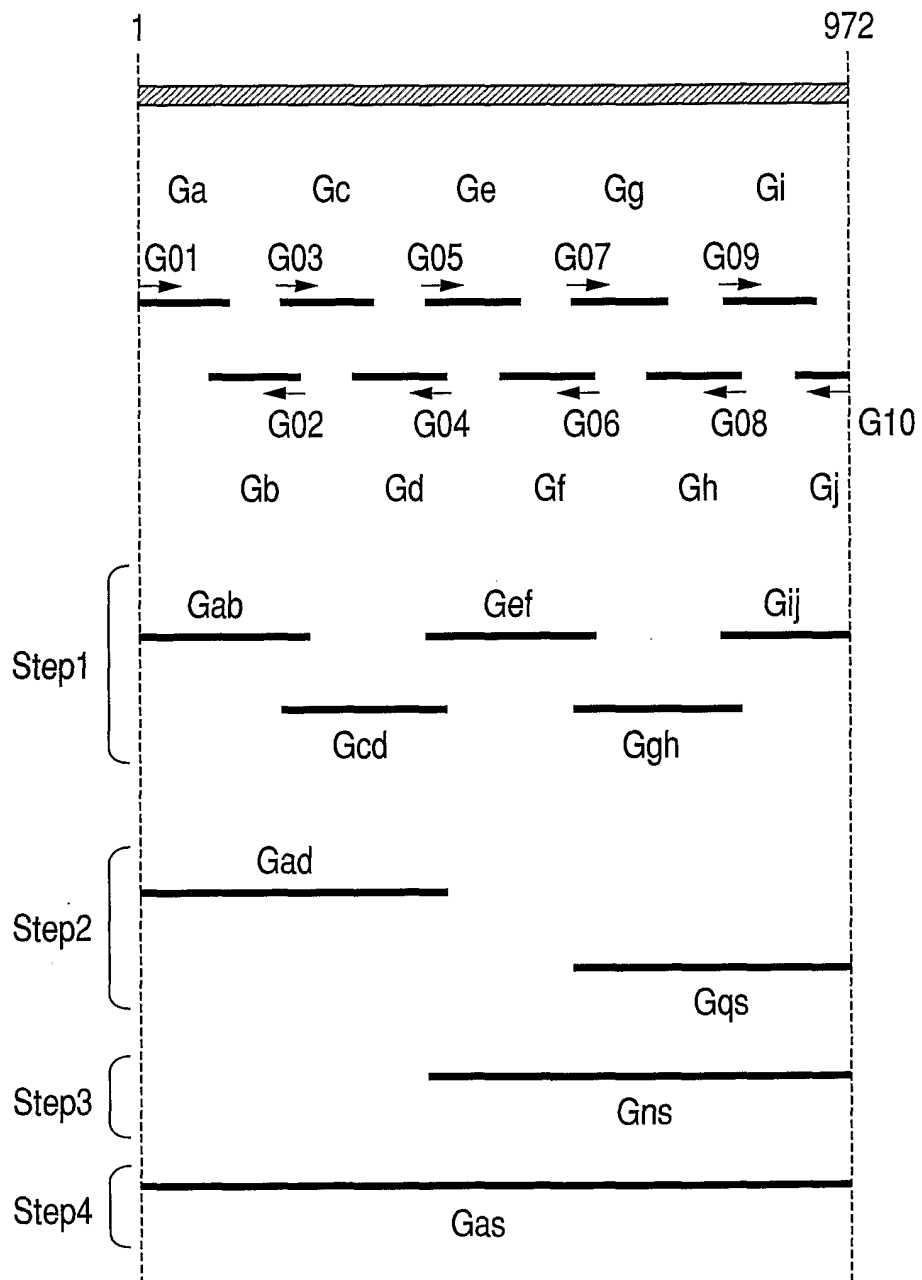 1 972
Ga Gc Ge Gg Gi
G01 G03 G05 G07 G09
G02 G04 G06 G08 G10
Gb Gd Gf Gh Gj
Step1
Gab Gef Gij
Gcd Ggh
Step2
Gad
Gqs
Step3
Gns
Step4
Gas